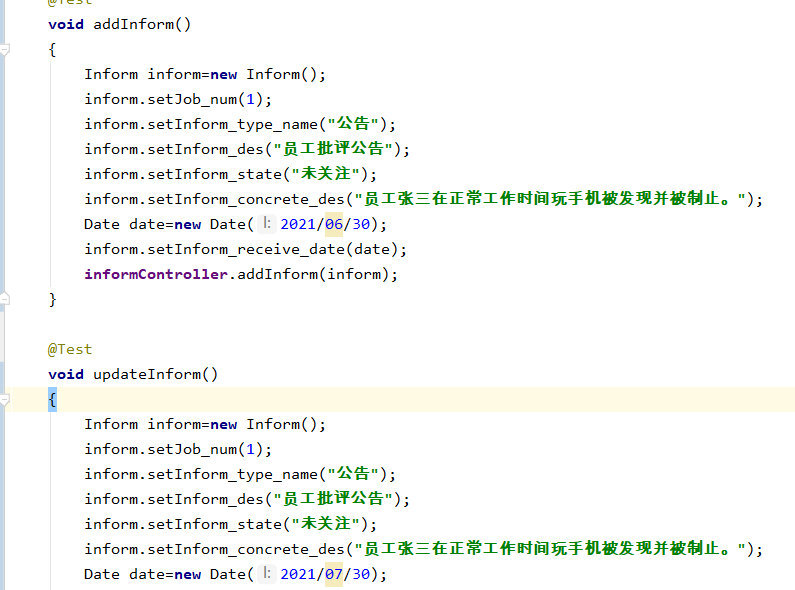 @Test
void addInform()
{
Inform inform=new Inform();
inform.setJob_num(1);
inform.setInform_type_name("公告");
inform.setInform_des("员工批评公告");
inform.setInform_state("未关注");
inform.setInform_concrete_des("员工张三在正常工作时间玩手机被发现并被制止。");
Date date=new Date( l: 2021/06/30);
inform.setInform_receive_date(date);
informController.addInform(inform);
}
@Test
void updateInform()
{
Inform inform=new Inform();
inform.setJob_num(1);
inform.setInform_type_name("公告");
inform.setInform_des("员工批评公告");
inform.setInform_state("未关注");
inform.setInform_concrete_des("员工张三在正常工作时间玩手机被发现并被制止。");
Date date=new Date( l: 2021/07/30);